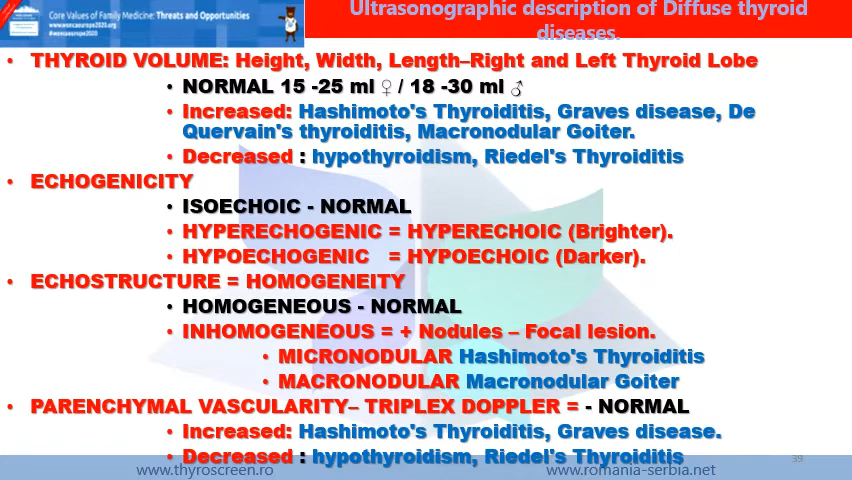 Core Values of Family Medicine: Threats and Opportunities
Ultrasonographic description of Diffuse thyroid
diseases.
• THYROID VOLUME: Height, Width, Length–Right and Left Thyroid Lobe
• NORMAL 15 -25 ml ♀ / 18 -30 ml ♂
• Increased: Hashimoto's Thyroiditis, Graves disease, De
Quervain's thyroiditis, Macronodular Goiter.
• Decreased : hypothyroidism, Riedel's Thyroiditis
• ECHOGENICITY
• ISOECHOIC - NORMAL
• HYPERECHOGENIC = HYPERECHOIC (Brighter).
• HYPOECHOGENIC = HYPOECHOIC (Darker).
• ECHOSTRUCTURE = HOMOGENEITY
• HOMOGENEOUS - NORMAL
• INHOMOGENEOUS = + Nodules – Focal lesion.
• MICRONODULAR Hashimoto's Thyroiditis
• MACRONODULAR Macronodular Goiter
• PARENCHYMAL VASCULARITY– TRIPLEX DOPPLER = - NORMAL
• Increased: Hashimoto's Thyroiditis, Graves disease.
• Decreased : hypothyroidism, Riedel's Thyroiditis
39
www.thyroscreen.ro
www.romania-serbia.net